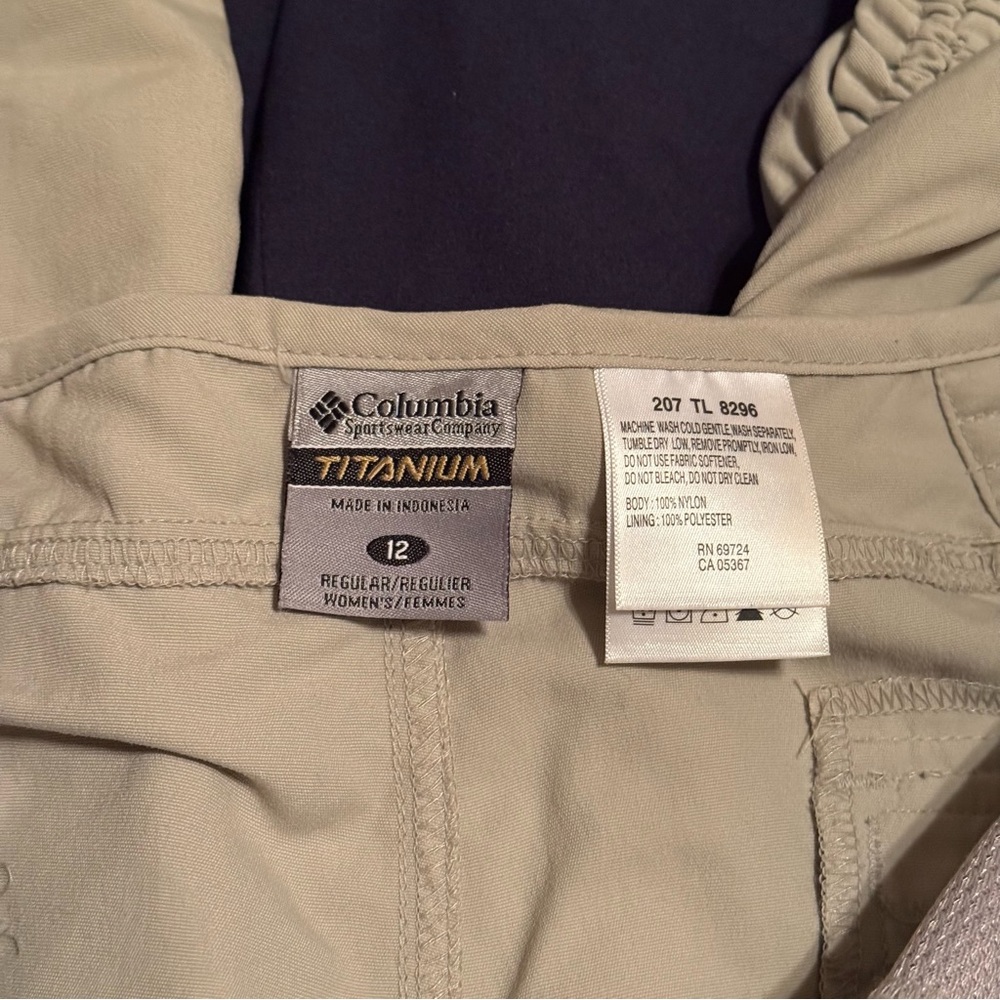 Columbia
Sportswear Company
TITANIUM
MADE IN INDONESIA
12
REGULAR/REGULIER
WOMEN'S/FEMMES
207 TL 8296
MACHINE WASH COLD GENTLE, WASH SEPARATELY,
TUMBLE DRY LOW, REMOVE PROMPTLY, IRON LOW,
DO NOT USE FABRIC SOFTENER,
DO NOT BLEACH, DO NOT DRY CLEAN
BODY : 100% NYLON
LINING : 100% POLYESTER
RN 69724
CA 05367